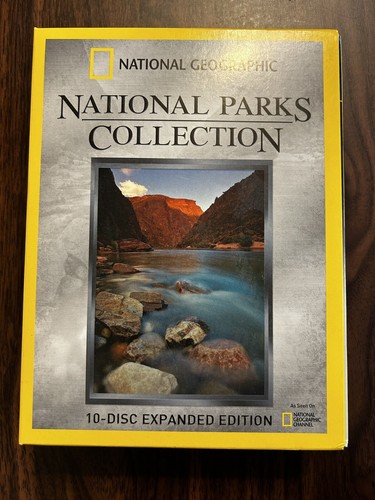 NATIONAL GEOGRAPHIC
NATIONAL PARKS
COLLECTION
10-DISC EXPANDED EDITION
As Seen On
NATIONAL
GEOGRAPHIC
CHANNEL